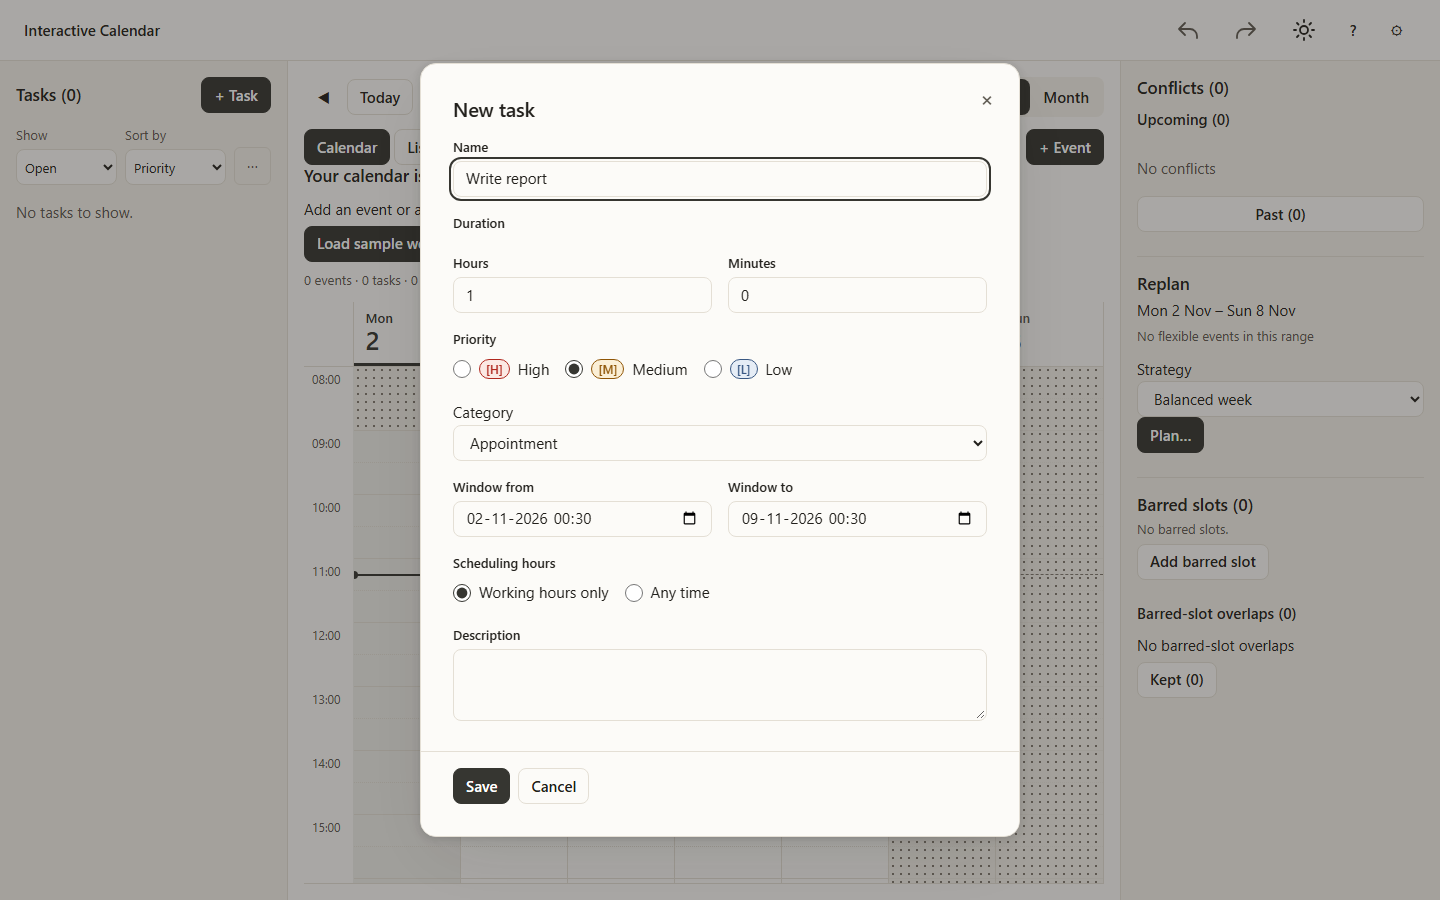 Interactive Calendar
?
Tasks (0)
+ Task
Show
Sort by
Open
Priority
...
No tasks to show.
Today
Month
Calendar
+ Event
Your calendar
Add an event or a
Load sample
0 events · 0 tasks · 0
Mon
2
08:00
09:00
10:00
11:00
12:00
13:00
14:00
15:00
New task
×
Name
Write report
Duration
Hours
Minutes
1
0
Priority
[H] High
[M] Medium
[L] Low
Category
Appointment
Window from
Window to
02-11-2026 00:30
09-11-2026 00:30
Scheduling hours
Working hours only
Any time
Description
Save
Cancel
Conflicts (0)
Upcoming (0)
No conflicts
Past (0)
Replan
Mon 2 Nov – Sun 8 Nov
No flexible events in this range
Strategy
Balanced week
Plan...
Barred slots (0)
No barred slots.
Add barred slot
Barred-slot overlaps (0)
No barred-slot overlaps
Kept (0)